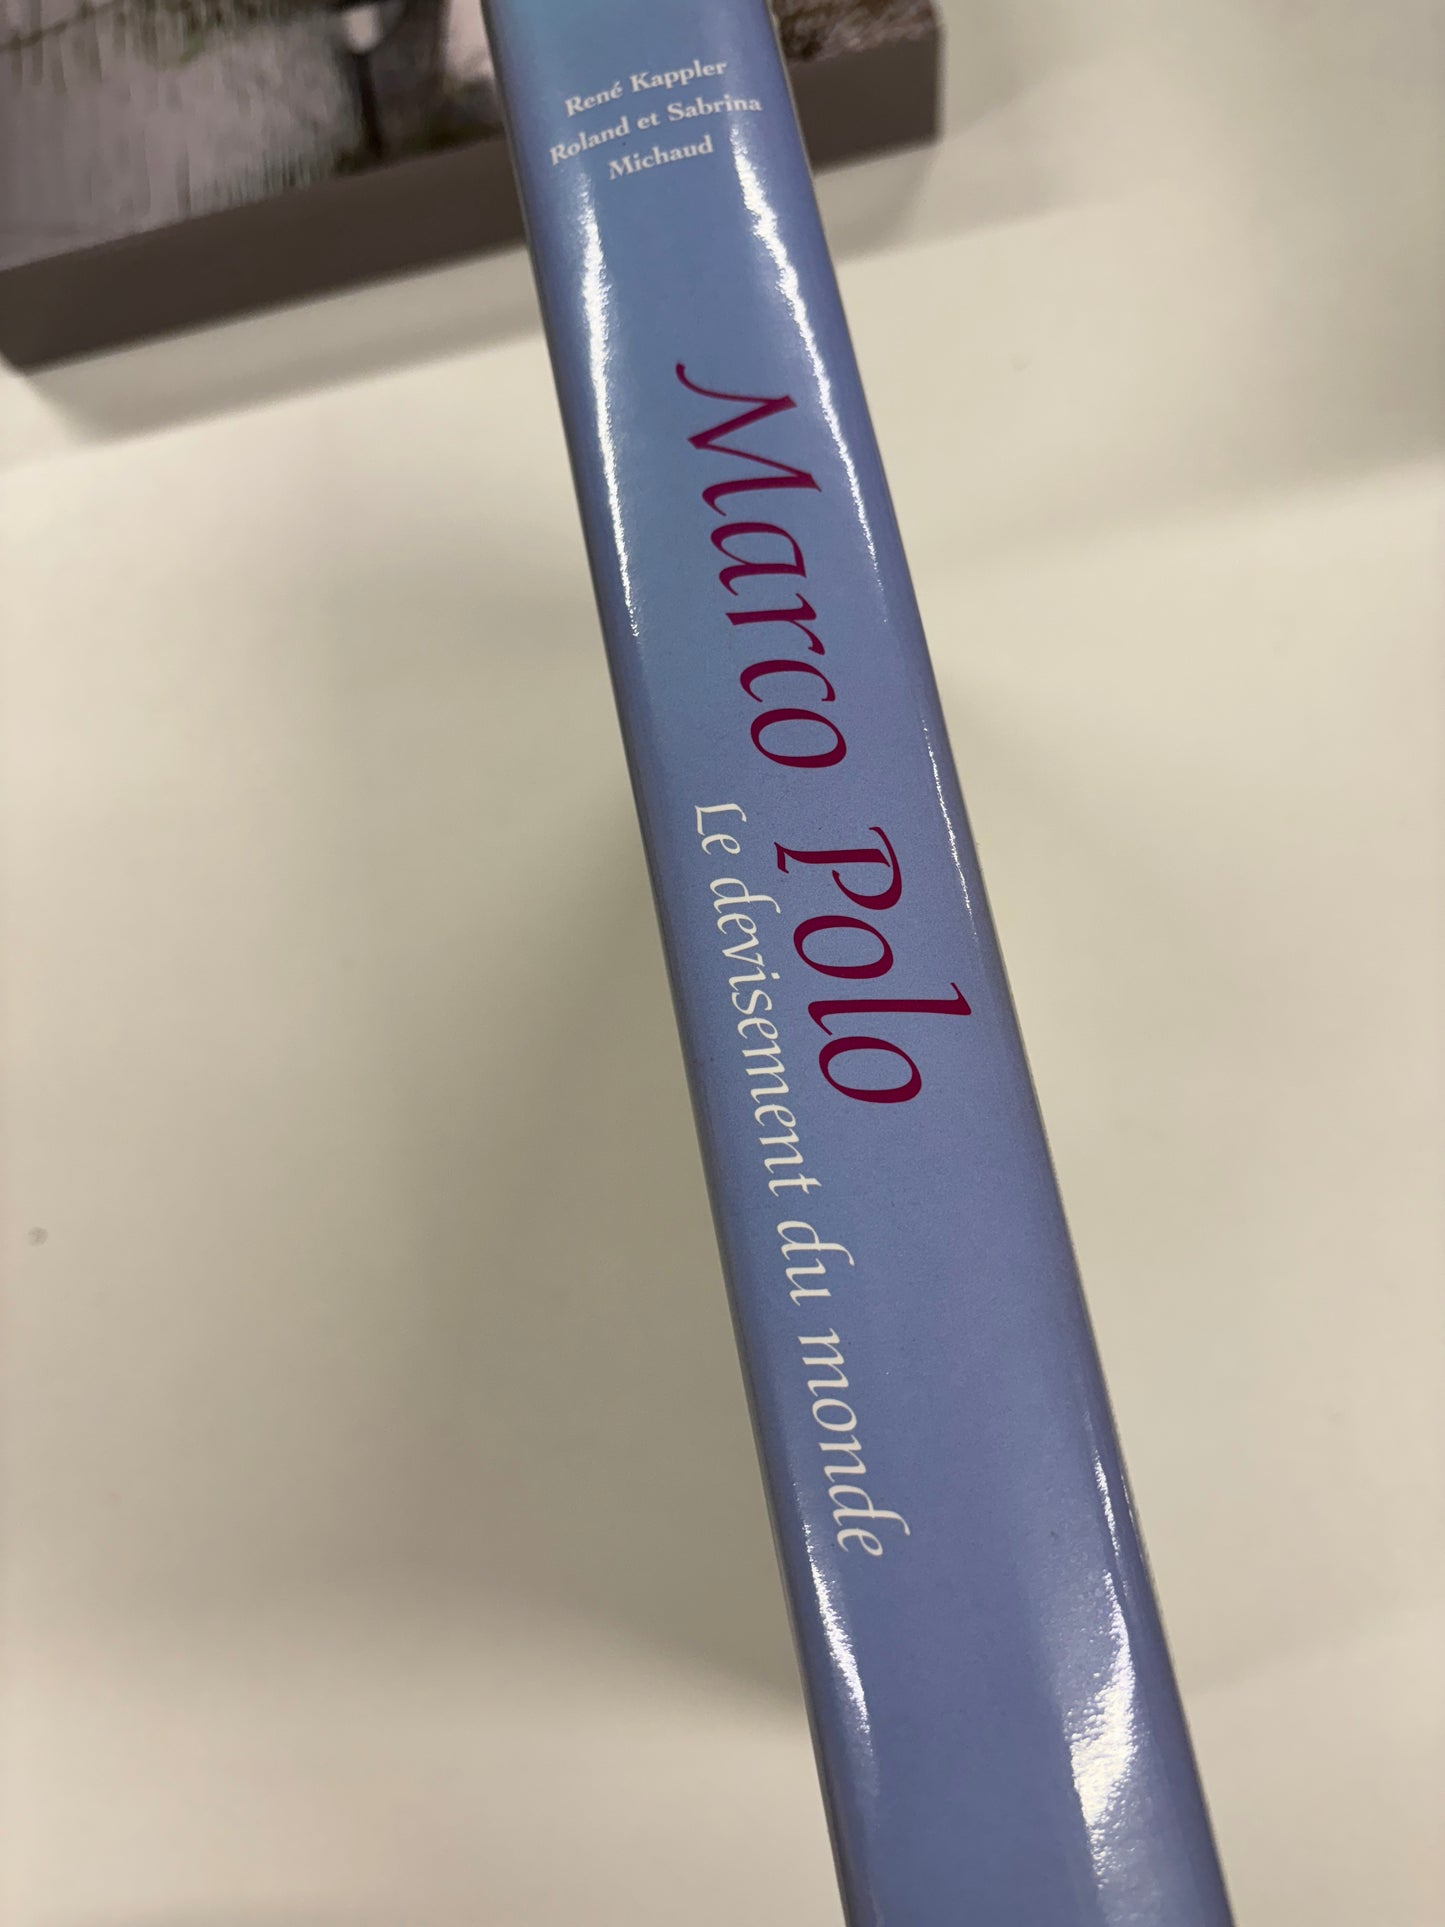 René Kappler
Roland et Sabrina
Michaud
Marco Polo
Le devisement du monde